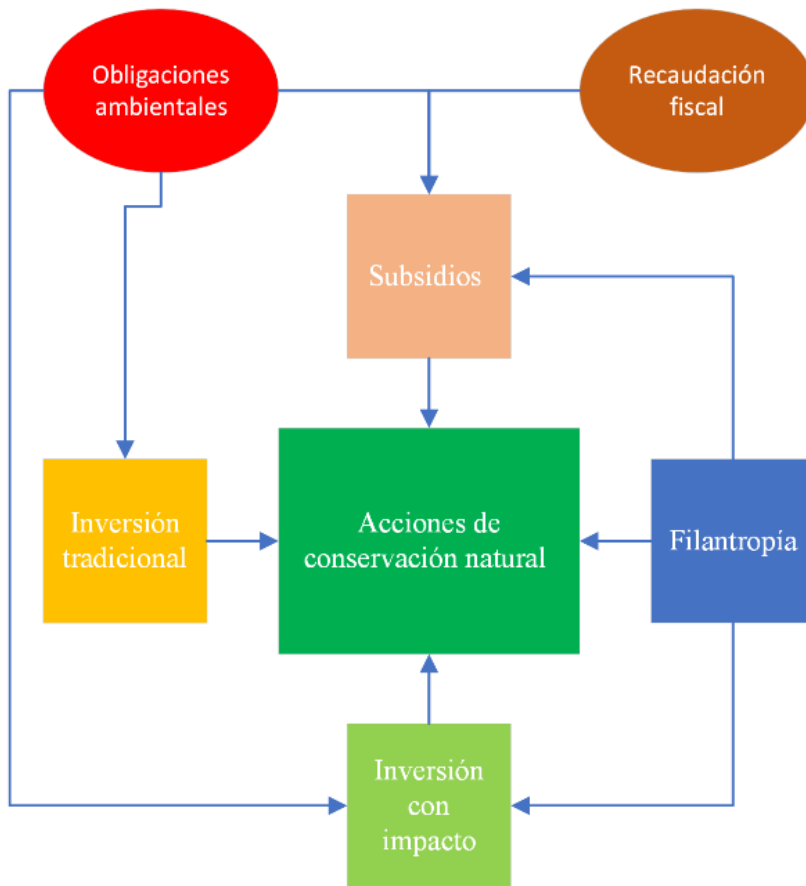 Obligaciones
ambientales
Recaudación
fiscal
Subsidios
Inversión
tradicional
Acciones de
conservación natural
Filantropía
Inversión
con
impacto